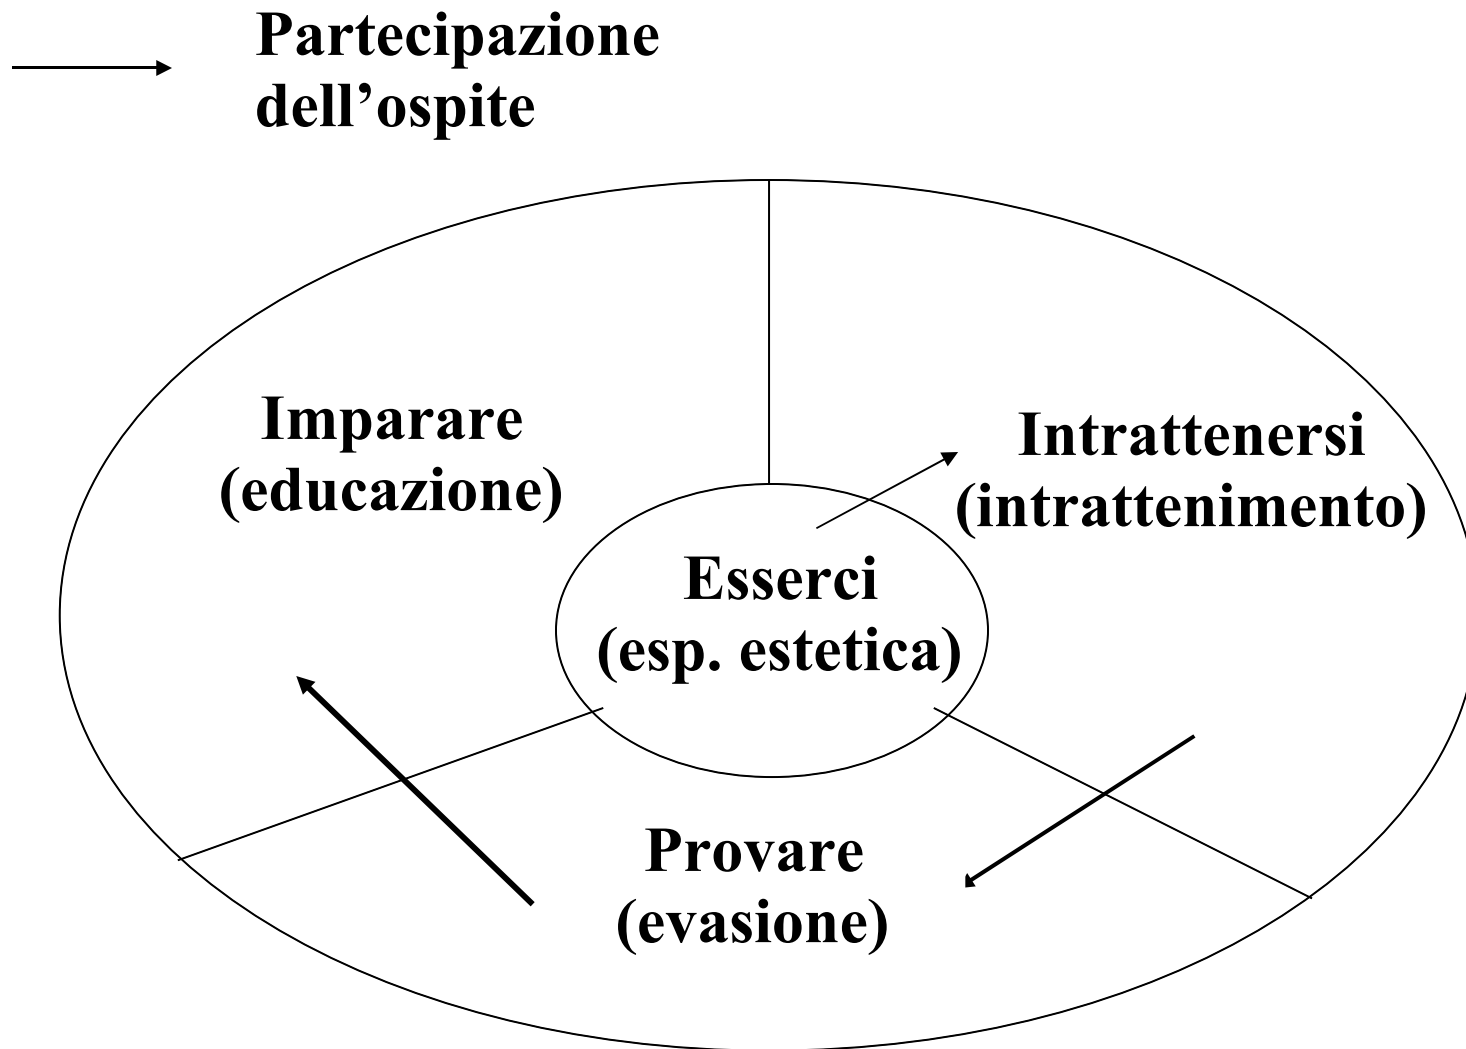 Partecipazione
dell’ospite
Imparare
(educazione)
Intrattenersi
(intrattenimento)
Esserci
(esp. estetica)
Provare
(evasione)